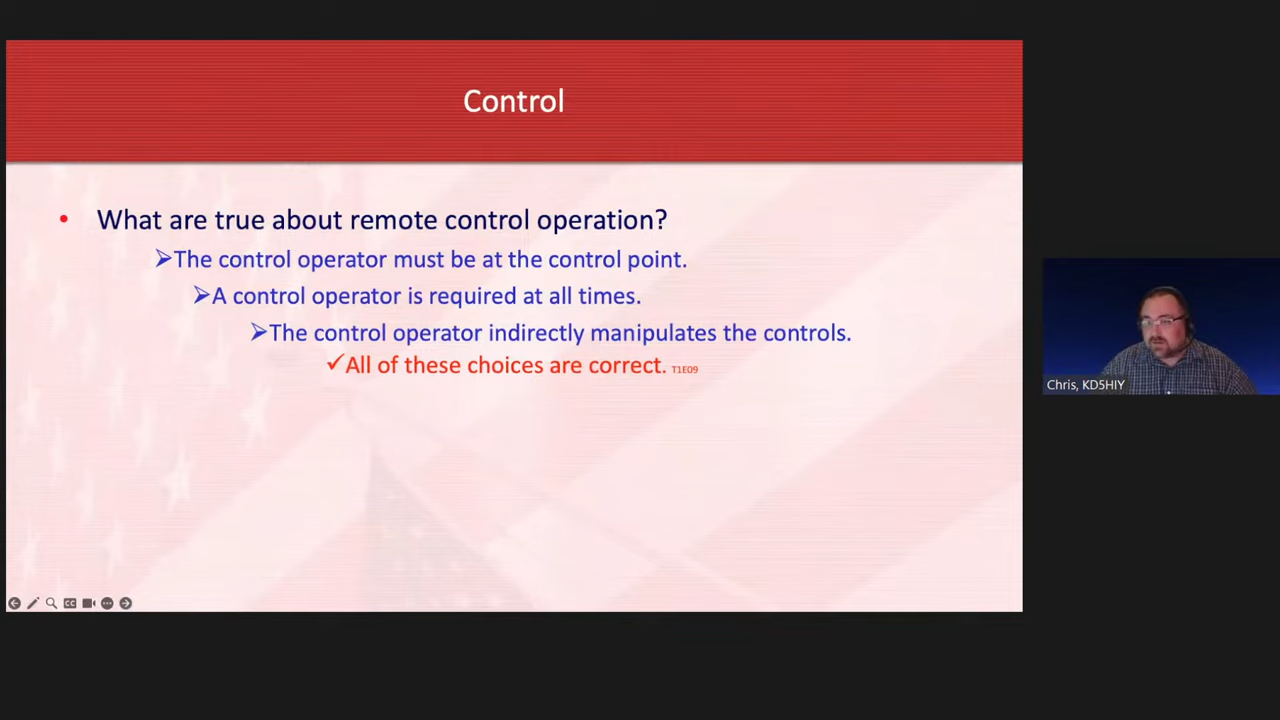 Control
What are true about remote control operation?
The control operator must be at the control point.
A control operator is required at all times.
The control operator indirectly manipulates the controls.
All of these choices are correct. T1E09
Chris, KD5HIY
CC